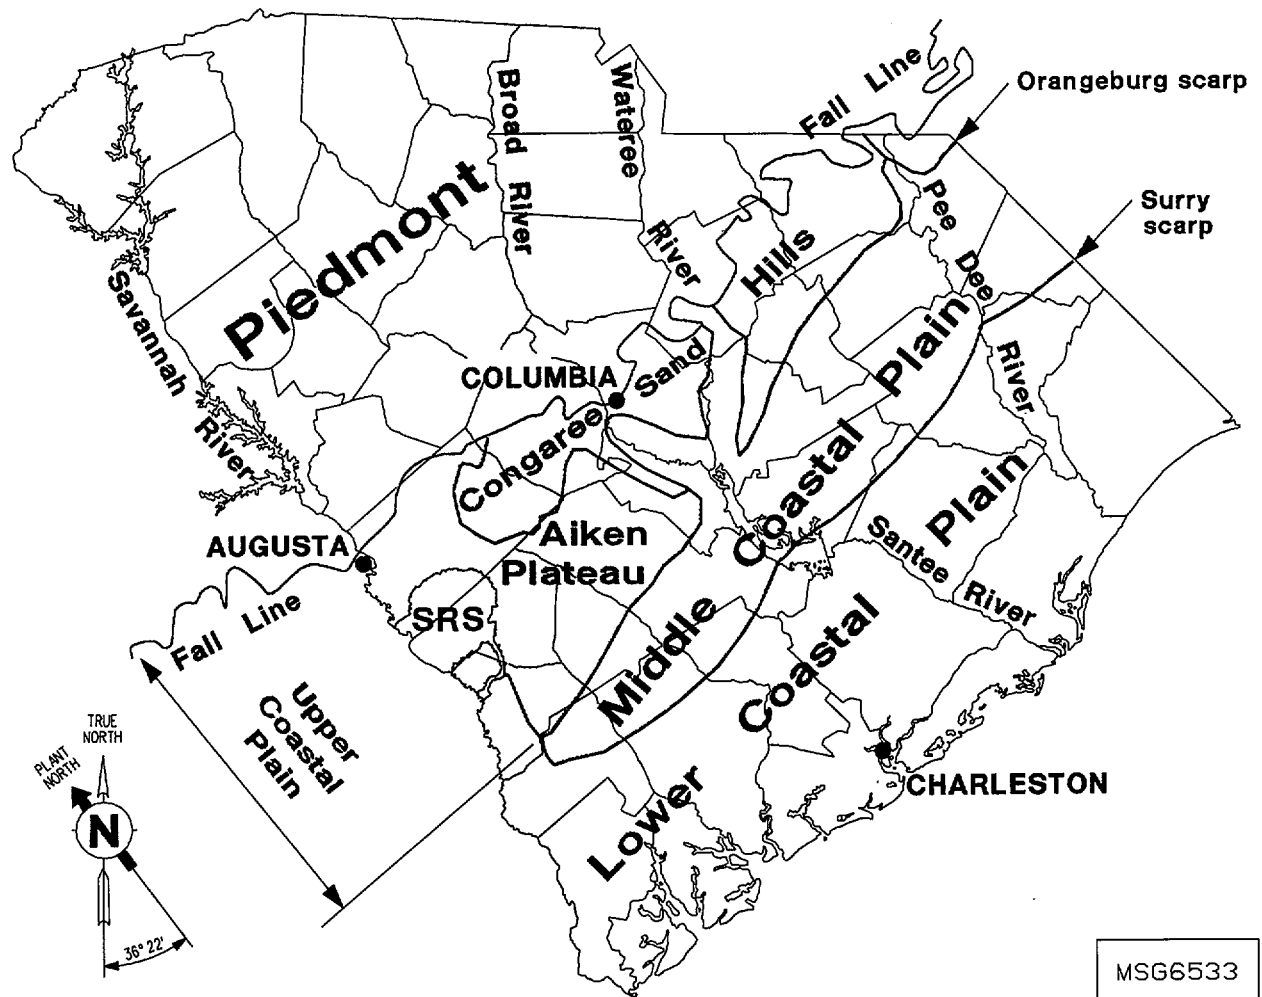 Fall Line
Orangeburg scarp
Broad River
Wateree River
Surry
scarp
Pee Dee River
Piedmont
Savannah River
Congaree Sand Hills
COLUMBIA
Middle Coastal Plain
Aiken
Plateau
AUGUSTA
Santee River
SRS
Lower Coastal Plain
Fall Line
Upper
Coastal
Plain
CHARLESTON
TRUE
NORTH
PLANT
NORTH
N
36° 22'
MSG6533